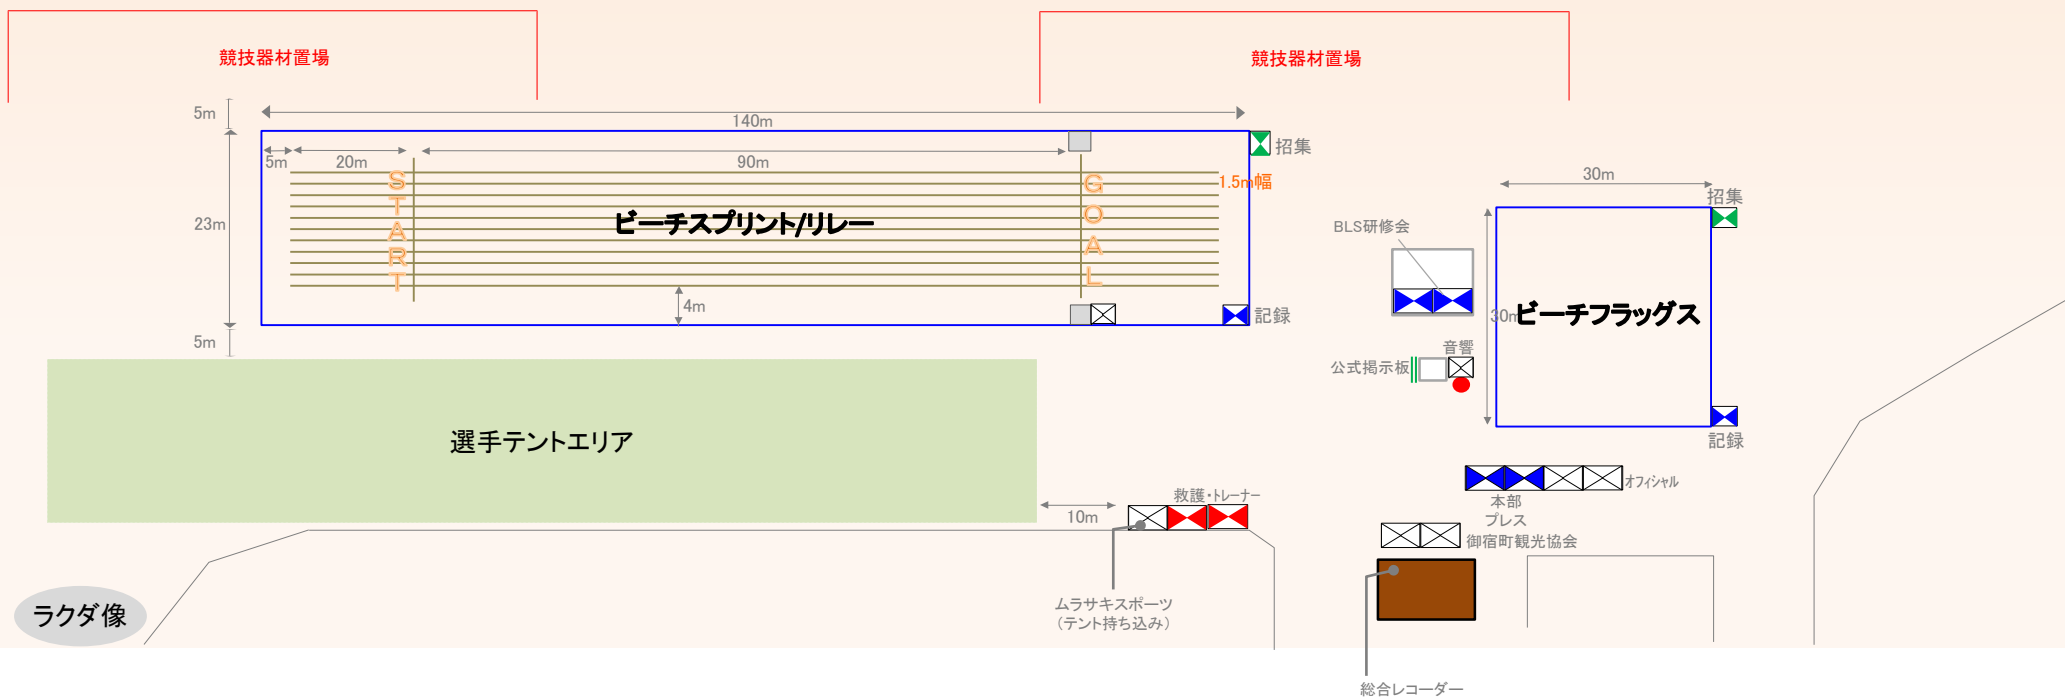 競技器材置場
競技器材置場
5m
140m
招集
5m
20m
90m
START
GOAL
1.5m幅
23m
ビーチスプリント/リレー
4m
記録
5m
30m
招集
BLS研修会
30m
ビーチフラッグス
音響
公式掲示板
記録
選手テントエリア
10m
救護・トレーナー
オフィシャル
本部
プレス
御宿町観光協会
ラクダ像
ムラサキスポーツ
(テント持ち込み)
総合レコーダー